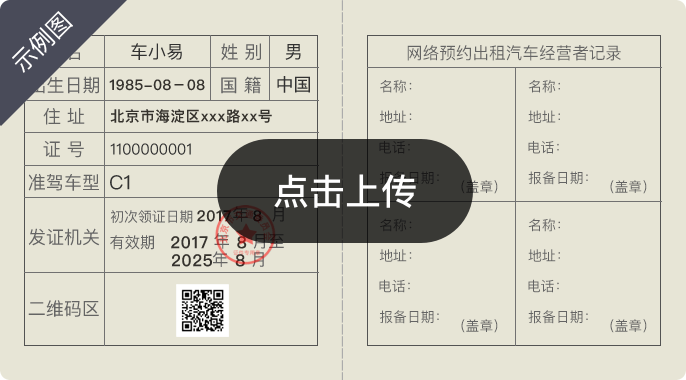 示例图
名 车小易 姓 别 男
出生日期 1985-08-08 国 籍 中国
住 址 北京市海淀区xxx路xx号
证 号 1100000001
准驾车型 C1
发证机关 初次领证日期 2017年 8 月
有效期 2017 年 8 月至
2025年 8 月
二维码区
点击上传
网络预约出租汽车经营者记录
名称: 名称:
地址: 地址:
电话: 电话:
报备日期: (盖章) 报备日期: (盖章)
名称: 名称:
地址: 地址:
电话: 电话:
报备日期: (盖章) 报备日期: (盖章)